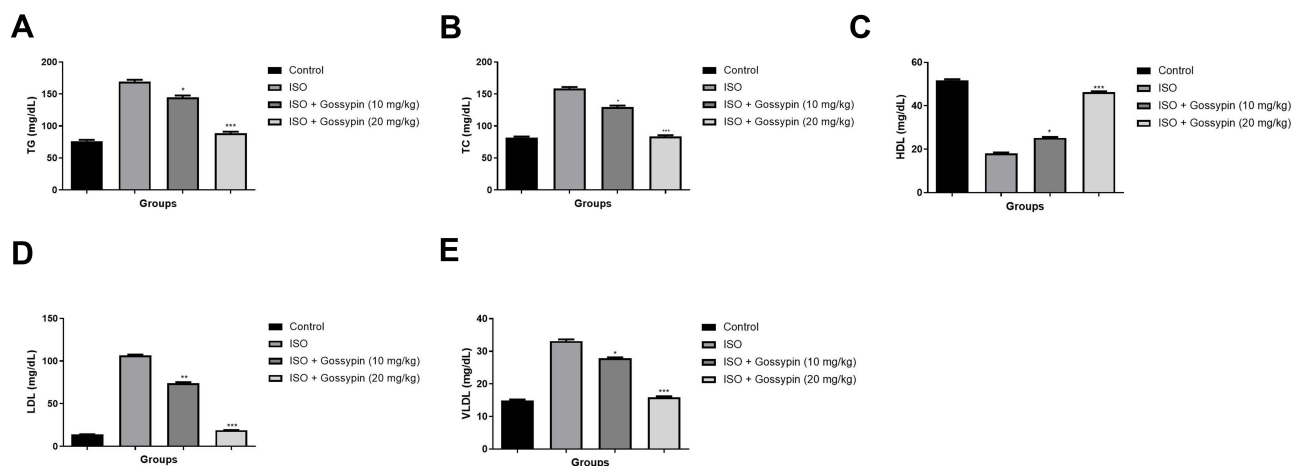 A
TG (mg/dL)
200
150
100
50
0
*
***
Groups
Control
ISO
ISO + Gossypin (10 mg/kg)
ISO + Gossypin (20 mg/kg)
B
TC (mg/dL)
200
150
100
50
0
*
***
Groups
Control
ISO
ISO + Gossypin (10 mg/kg)
ISO + Gossypin (20 mg/kg)
C
HDL (mg/dL)
60
40
20
0
*
***
Groups
Control
ISO
ISO + Gossypin (10 mg/kg)
ISO + Gossypin (20 mg/kg)
D
LDL (mg/dL)
150
100
50
0
**
***
Groups
Control
ISO
ISO + Gossypin (10 mg/kg)
ISO + Gossypin (20 mg/kg)
E
VLDL (mg/dL)
40
30
20
10
0
*
***
Groups
Control
ISO
ISO + Gossypin (10 mg/kg)
ISO + Gossypin (20 mg/kg)